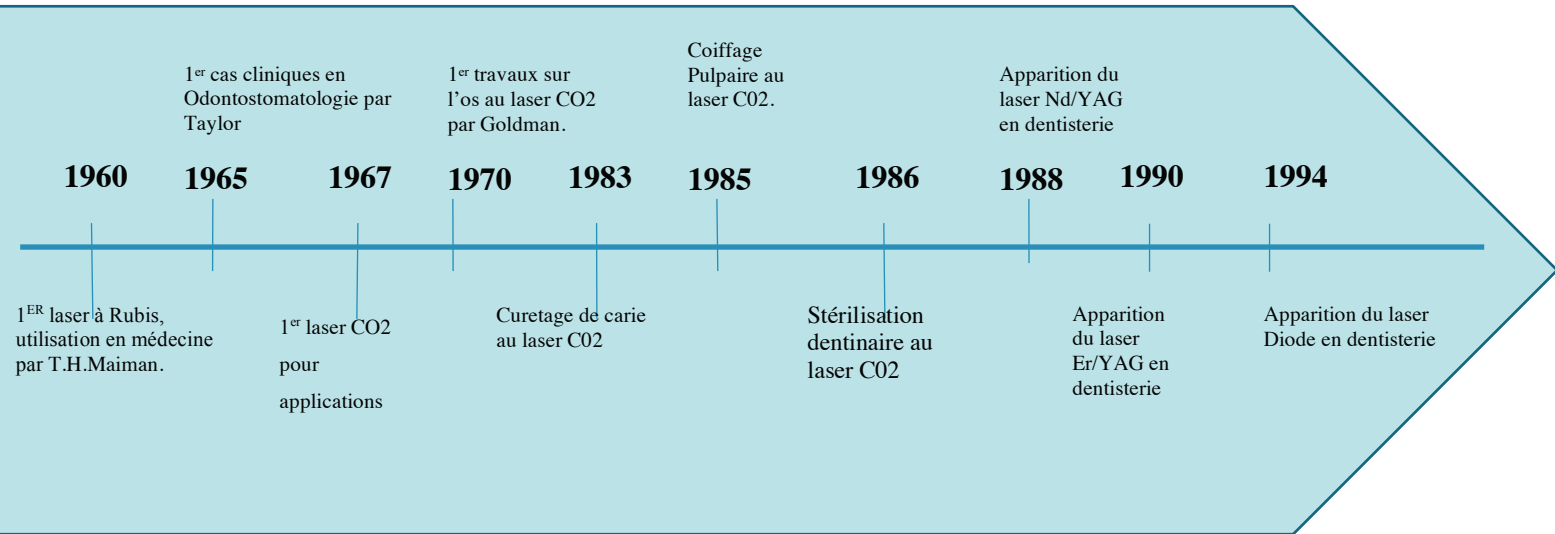 1er cas cliniques en
Odontostomatologie par
Taylor
1er travaux sur
l'os au laser CO2
par Goldman.
Coiffage
Pulpaire au
laser C02.
Apparition du
laser Nd/YAG
en dentisterie
1960
1965
1967
1970
1983
1985
1986
1988
1990
1994
1ER laser à Rubis,
utilisation en médecine
par T.H.Maiman.
1er laser CO2
pour
applications
Curetage de carie
au laser C02
Stérilisation
dentinaire au
laser C02
Apparition
du laser
Er/YAG en
dentisterie
Apparition du laser
Diode en dentisterie